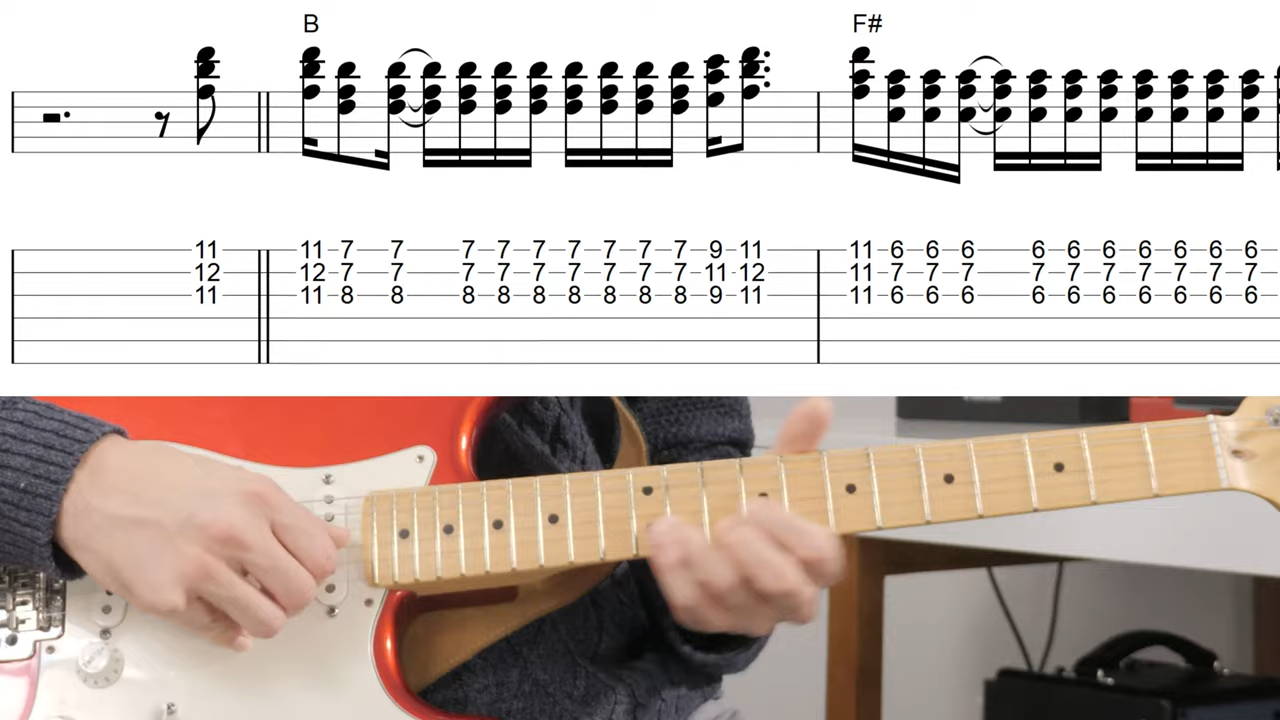 B F#
11 11 7 7 7 7 7 7 7 7 7 9 11 11 6 6 6 6 6 6 6 6 6 6
12 12 7 7 7 7 7 7 7 7 7 11 12 11 7 7 7 7 7 7 7 7 7 7
11 11 8 8 8 8 8 8 8 8 8 9 11 11 6 6 6 6 6 6 6 6 6 6